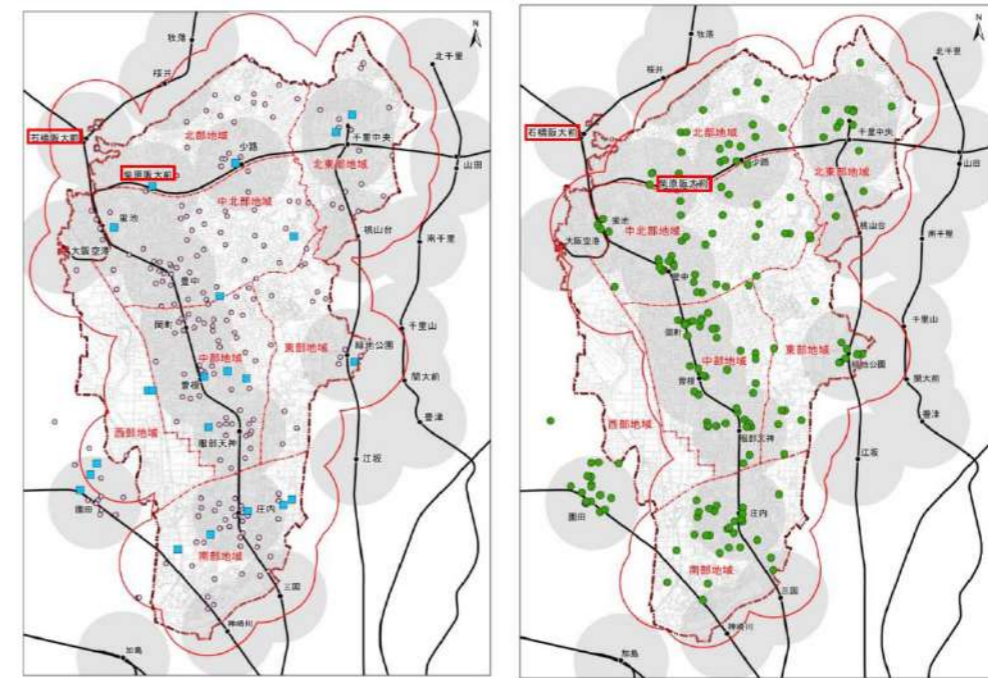 N
牧落
北千里
桜井
石橋阪大前
北部地域
千里中央
少路
山田
北東部地域
柴原阪大前
中北部地域
蛍池
桃山台
南千里
大阪空港
豊中
千里山
岡町
東部地域
緑地公園
中部地域
曽根
関大前
豊津
西部地域
服部天神
江坂
園田
庄内
南部地域
三国
神崎川
加島
N
牧落
北千里
桜井
石橋阪大前
北部地域
千里中央
少路
山田
柴原阪大前
北東部地域
蛍池
中北部地域
桃山台
南千里
大阪空港
豊中
千里山
岡町
東部地域
緑地公園
中部地域
曽根
関大前
豊津
西部地域
服部天神
江坂
園田
庄内
南部地域
三国
神崎川
加島